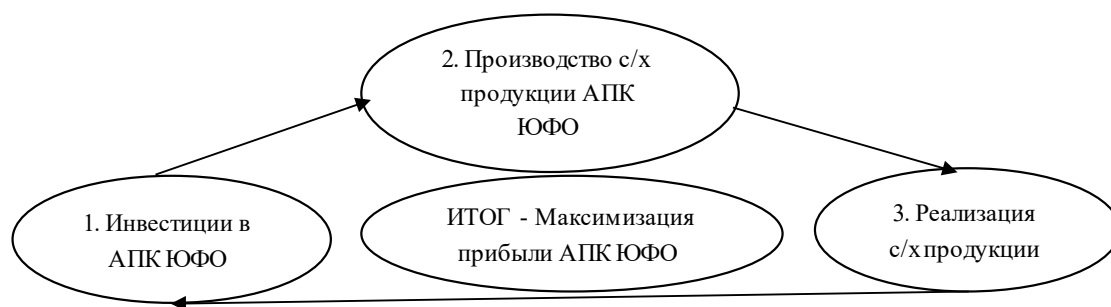 2. Производство с/х
продукции АПК
ЮФО
1. Инвестиции в
АПК ЮФО
ИТОГ - Максимизация
прибыли АПК ЮФО
3. Реализация
с/х продукции